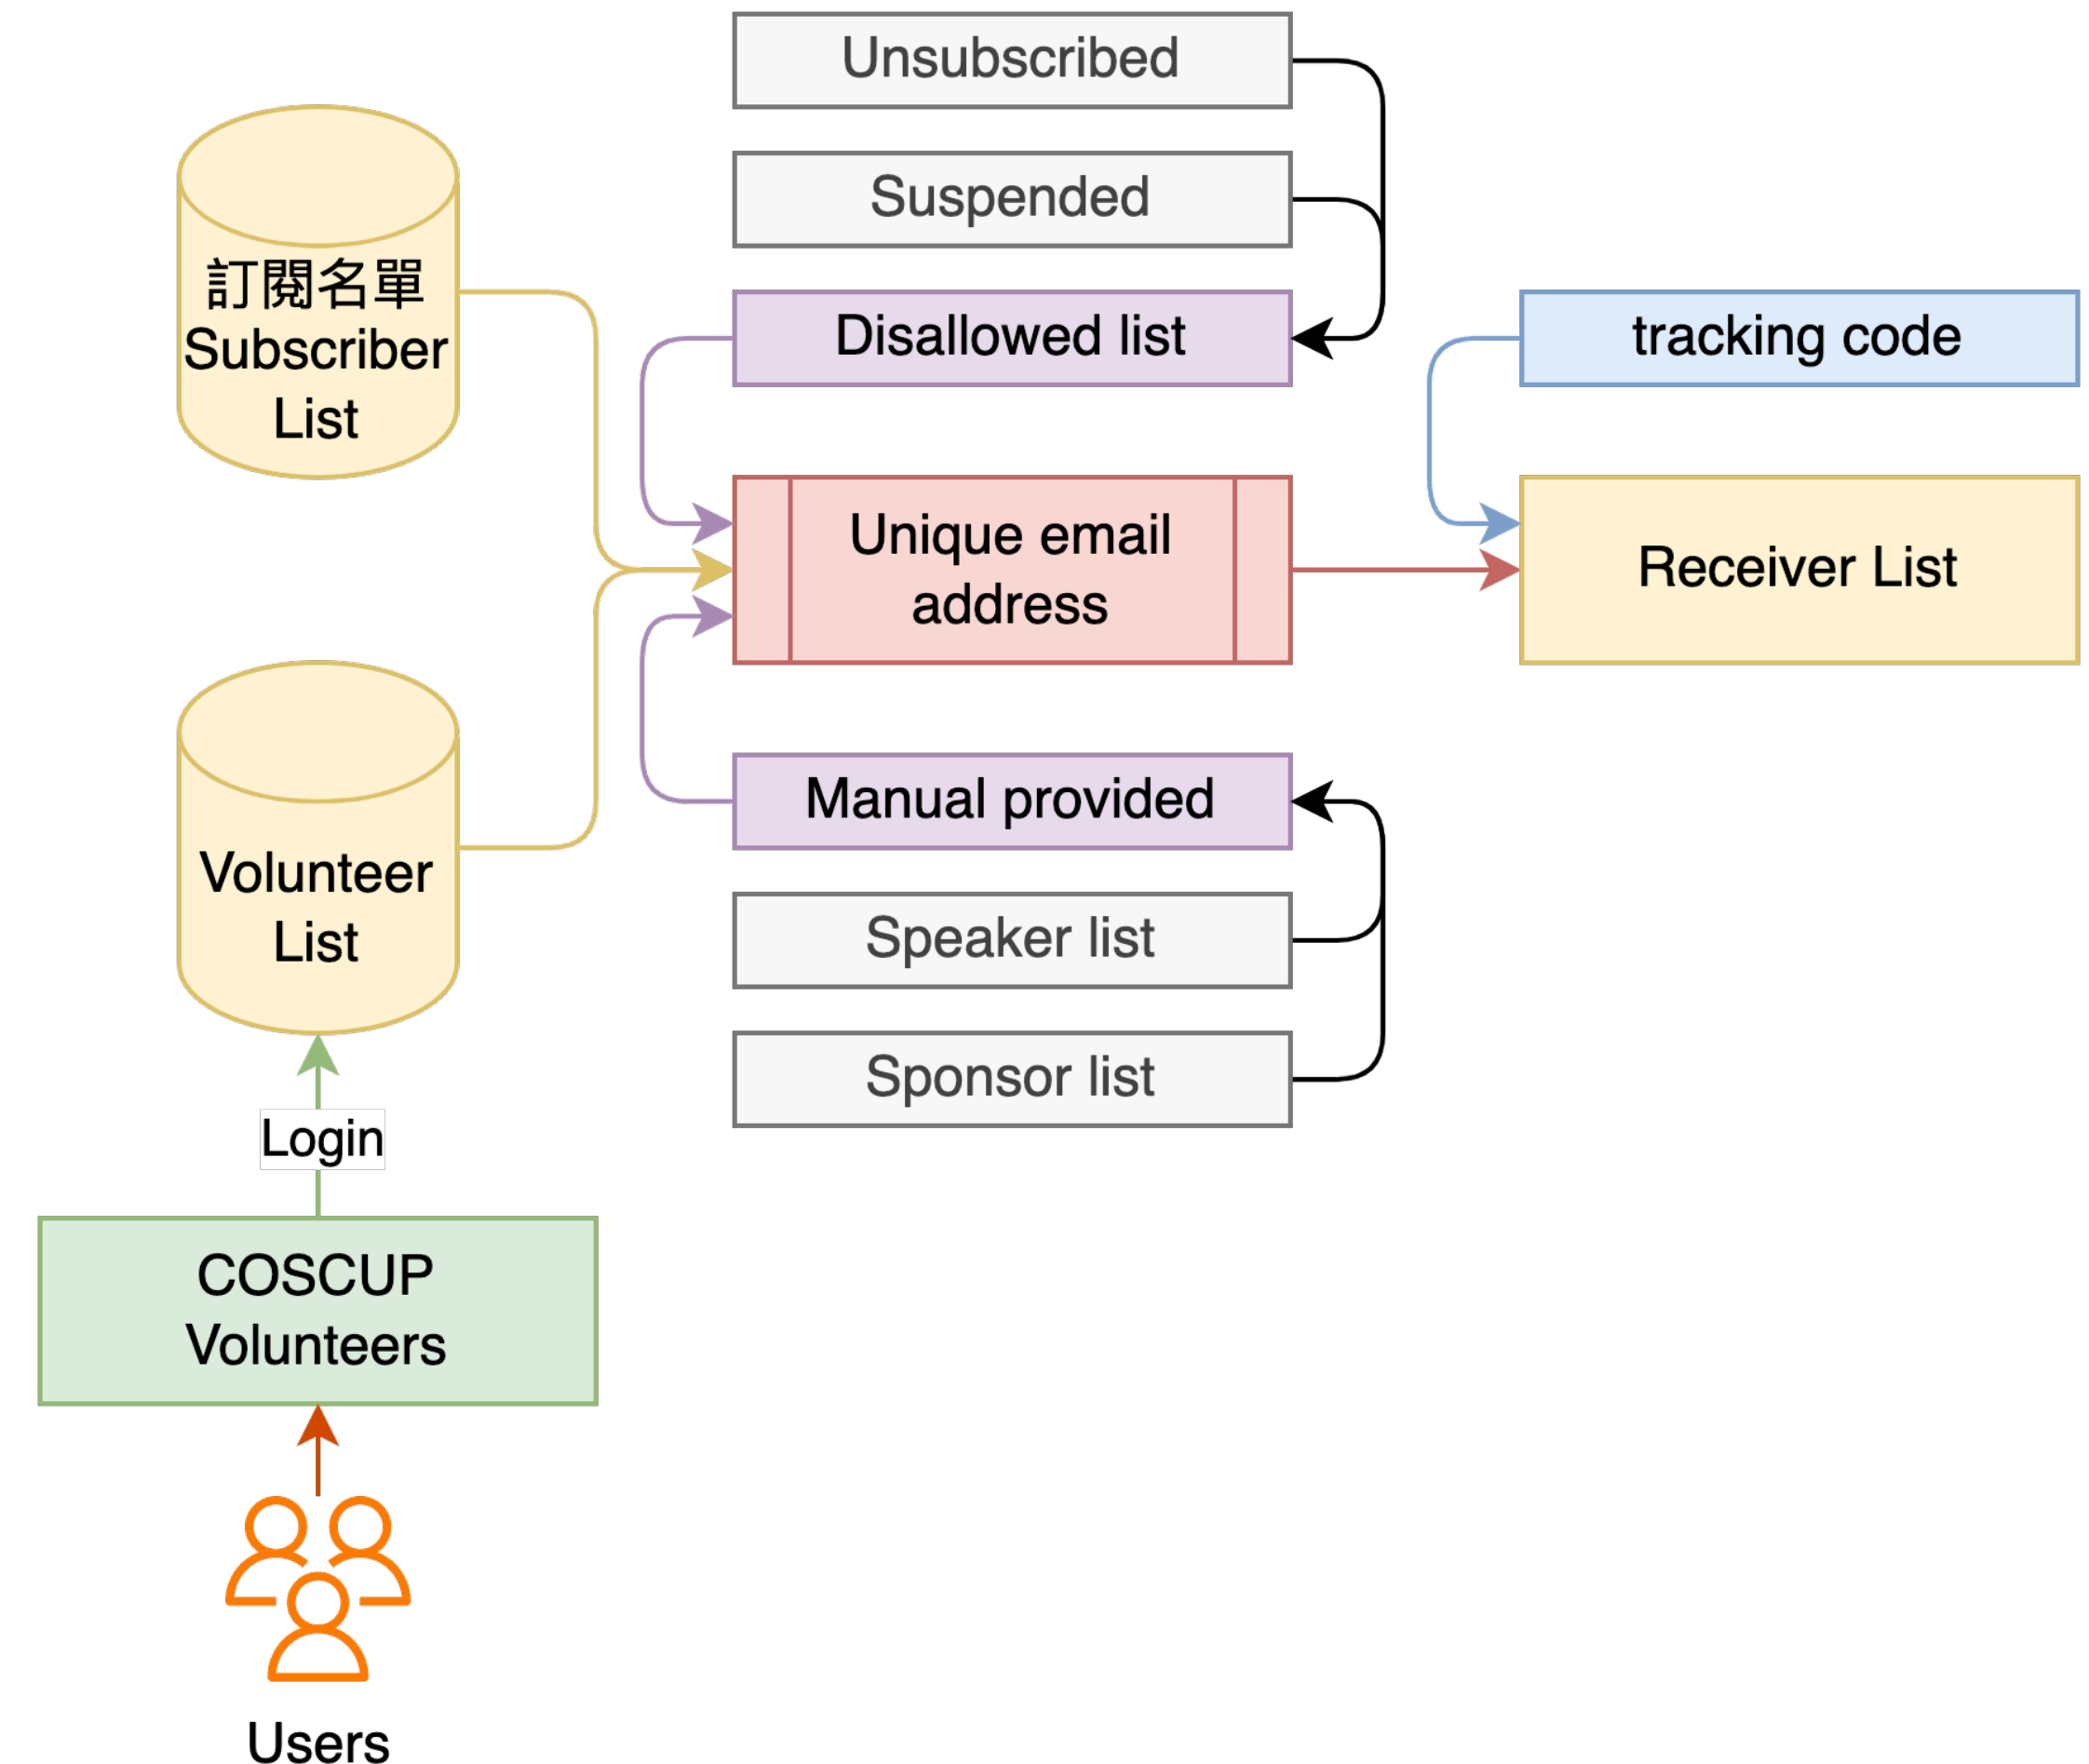 Unsubscribed
Suspended
訂閱名單
Subscriber
List
Disallowed list
tracking code
Unique email
address
Receiver List
Manual provided
Volunteer
List
Speaker list
Sponsor list
Login
COSCUP
Volunteers
Users